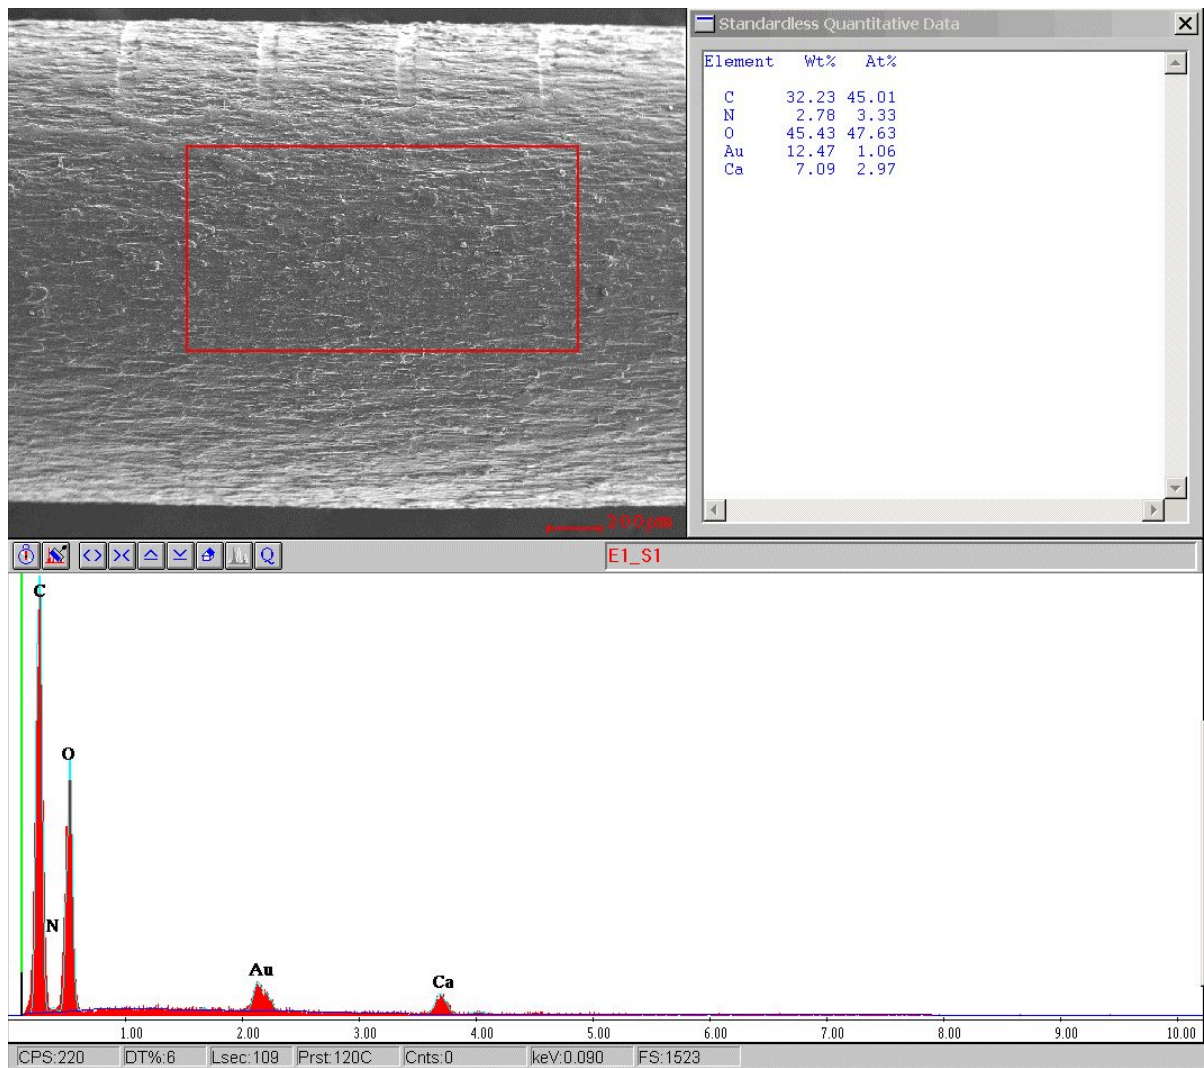 Standardless Quantitative Data
Element Wt% At%
C 32.23 45.01
N 2.78 3.33
O 45.43 47.63
Au 12.47 1.06
Ca 7.09 2.97
200µm
Q
E1_S1
C
O
N
Au
Ca
1.00 2.00 3.00 4.00 5.00 6.00 7.00 8.00 9.00 10.00
CPS:220 DT%:6 Lsec:109 Prst:120C Cnts:0 keV:0.090 FS:1523